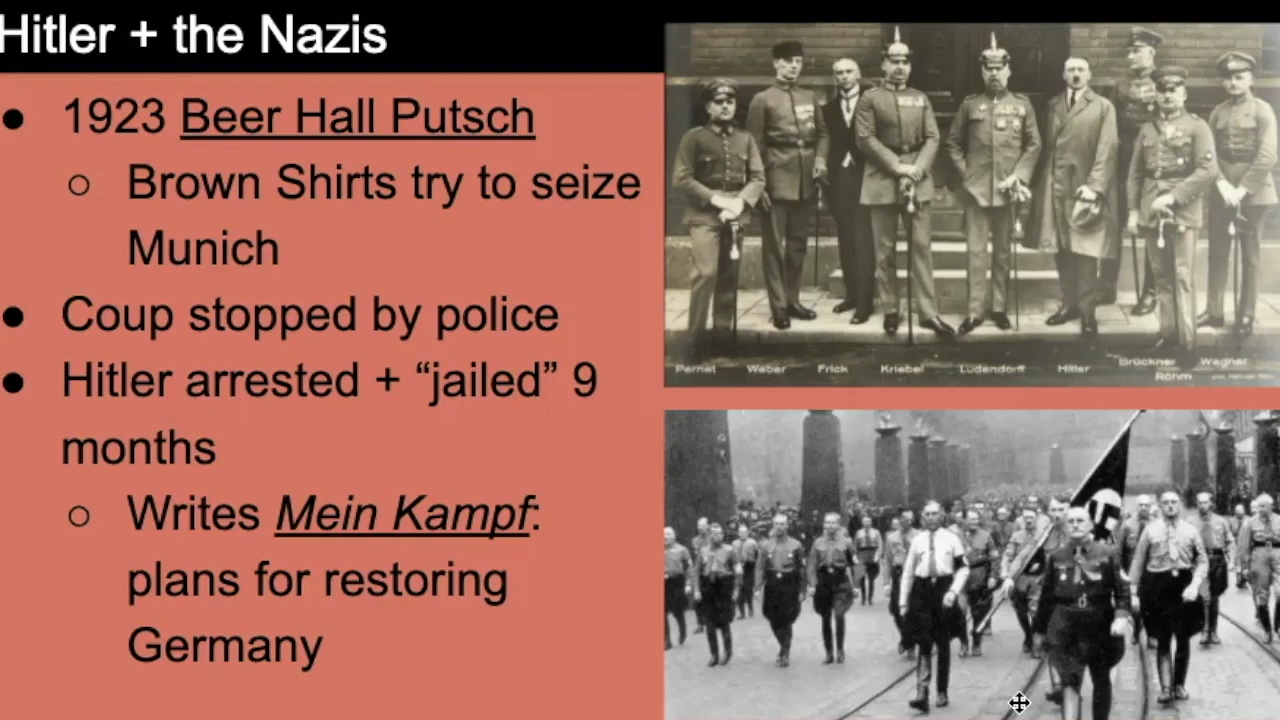 Hitler + the Nazis
● 1923 Beer Hall Putsch
○ Brown Shirts try to seize
Munich
● Coup stopped by police
● Hitler arrested + “jailed” 9
months
○ Writes Mein Kampf:
plans for restoring
Germany
Pernet Weber Frick Kriebel Ludendorff Hitler Brückner Wagner
Röhm